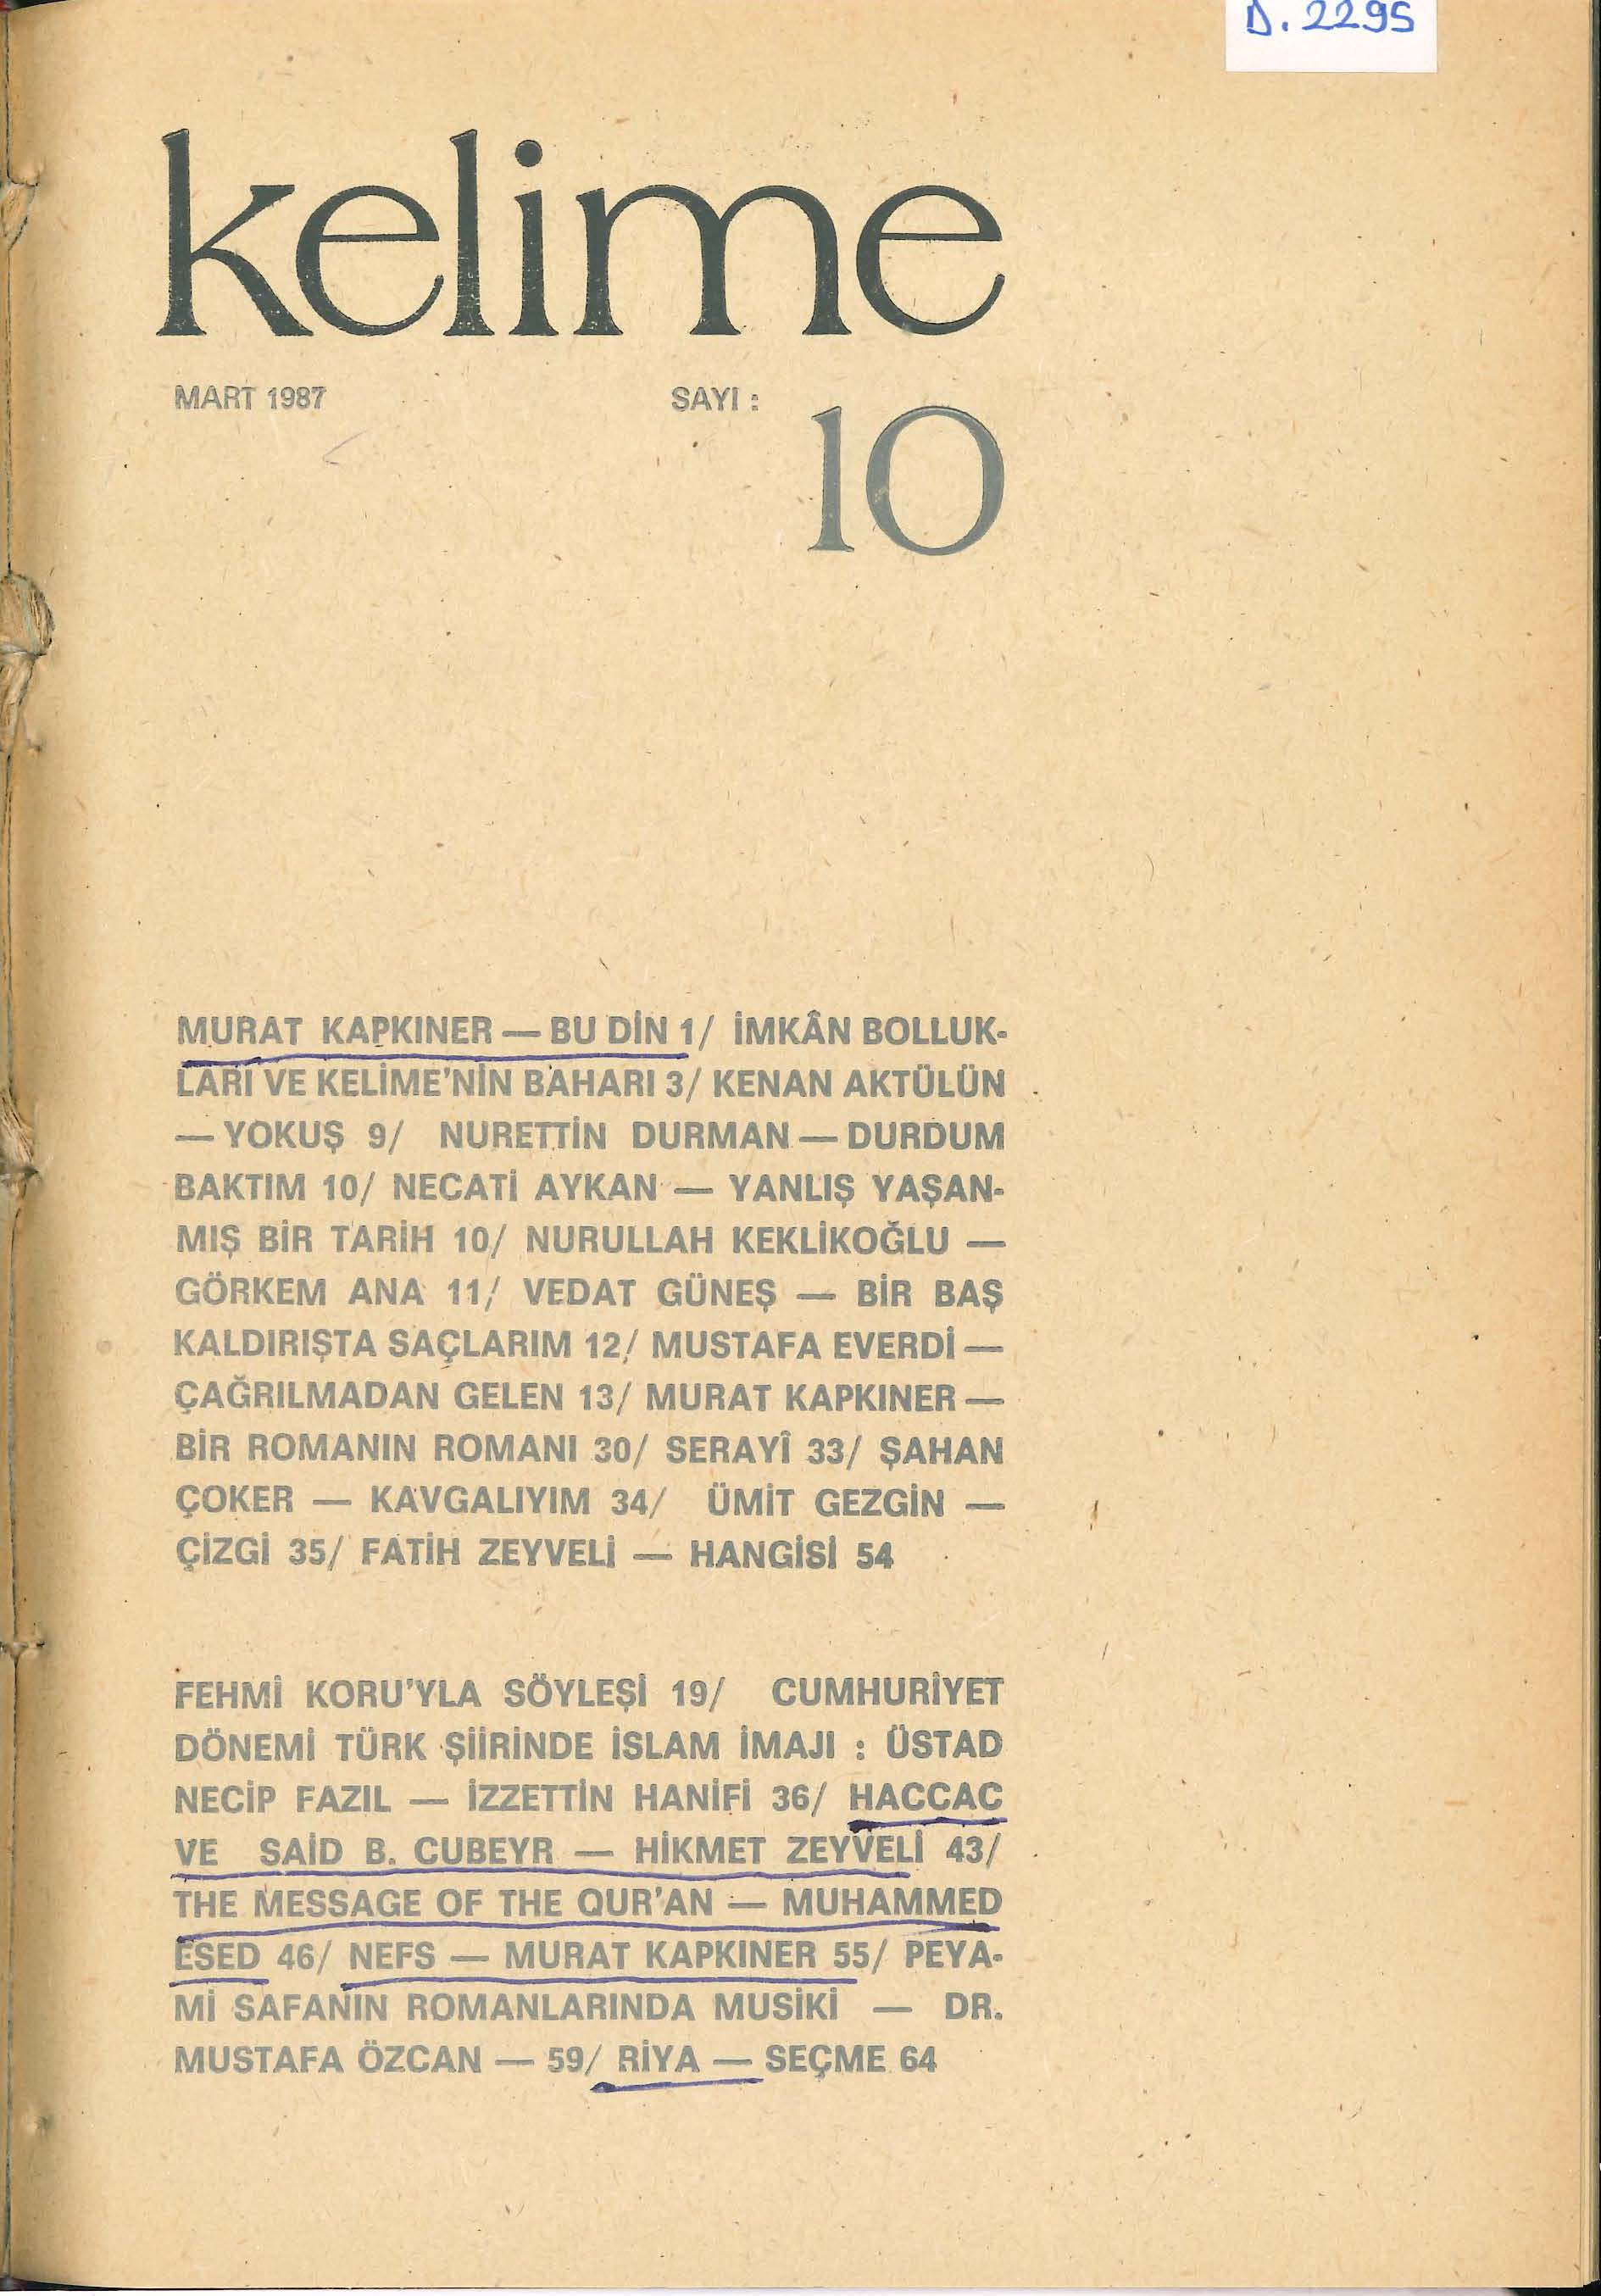 D. 2295
kelime
MART 1987 SAYI :
10
MURAT KAPKINER — BU DİN 1/ İMKÂN BOLLUK-
LARI VE KELİME'NİN BAHARI 3/ KENAN AKTÜLÜN
— YOKUŞ 9/ NURETTİN DURMAN — DURDUM
BAKTIM 10/ NECATİ AYKAN — YANLIŞ YAŞAN-
MIŞ BİR TARİH 10/ NURULLAH KEKLİKOĞLU —
GÖRKEM ANA 11/ VEDAT GÜNEŞ — BİR BAŞ
KALDIRIŞTA SAÇLARIM 12/ MUSTAFA EVERDİ —
ÇAĞRILMADAN GELEN 13/ MURAT KAPKINER —
BİR ROMANIN ROMANI 30/ SERAYÎ 33/ ŞAHAN
ÇOKER — KAVGALIYIM 34/ ÜMİT GEZGİN —
ÇİZGİ 35/ FATİH ZEYVELİ — HANGİSİ 54
FEHMİ KORU'YLA SÖYLEŞİ 19/ CUMHURİYET
DÖNEMİ TÜRK ŞİİRİNDE İSLAM İMAJI : ÜSTAD
NECİP FAZIL — İZZETTİN HANİFİ 36/ HACCAC
VE SAİD B. CUBEYR — HİKMET ZEYVELİ 43/
THE MESSAGE OF THE QUR'AN — MUHAMMED
ESED 46/ NEFS — MURAT KAPKINER 55/ PEYA-
Mİ SAFANIN ROMANLARINDA MUSİKİ — DR.
MUSTAFA ÖZCAN — 59/ RİYA — SEÇME 64